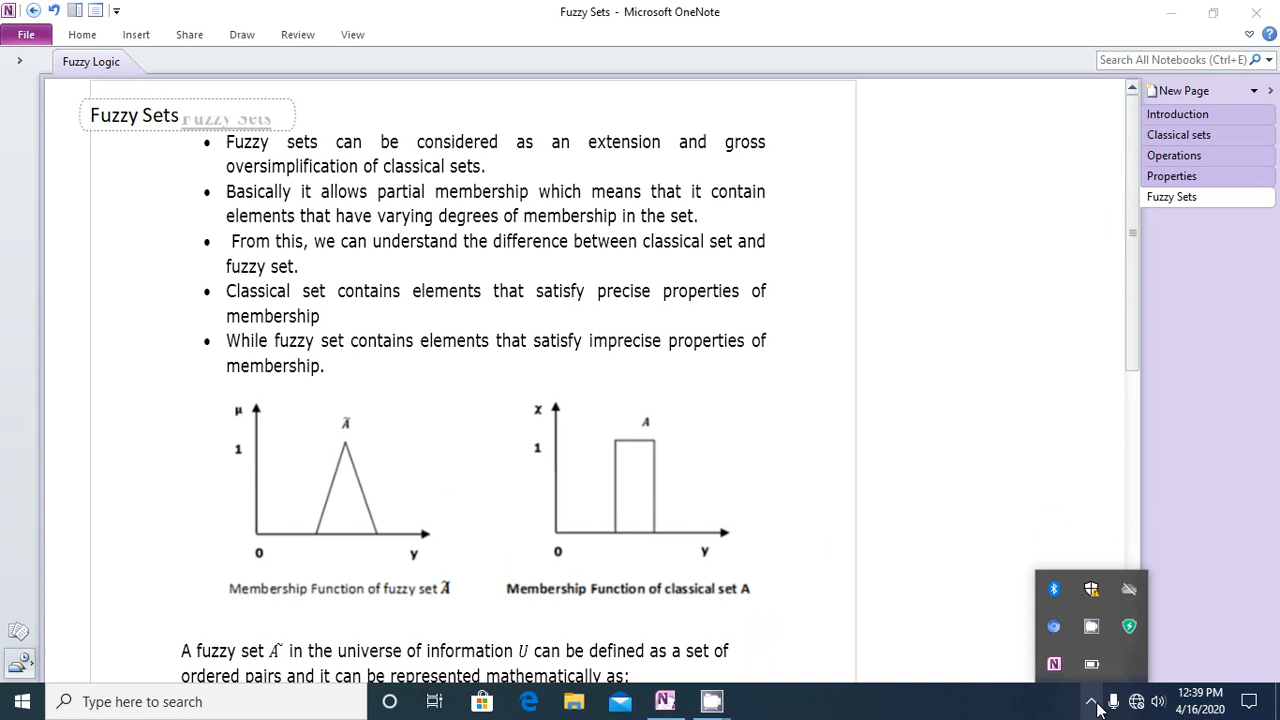 Fuzzy Sets - Microsoft OneNote
File Home Insert Share Draw Review View
Fuzzy Logic
Search All Notebooks (Ctrl+E)
New Page
Introduction
Classical sets
Operations
Properties
Fuzzy Sets
Fuzzy Sets
Fuzzy Sets
• Fuzzy sets can be considered as an extension and gross
oversimplification of classical sets.
• Basically it allows partial membership which means that it contain
elements that have varying degrees of membership in the set.
• From this, we can understand the difference between classical set and
fuzzy set.
• Classical set contains elements that satisfy precise properties of
membership
• While fuzzy set contains elements that satisfy imprecise properties of
membership.
μ
Ã
1
0
y
Membership Function of fuzzy set Ã
χ
A
1
0
y
Membership Function of classical set A
A fuzzy set A˜ in the universe of information U can be defined as a set of
ordered pairs and it can be represented mathematically as:
Type here to search
12:39 PM
4/16/2020